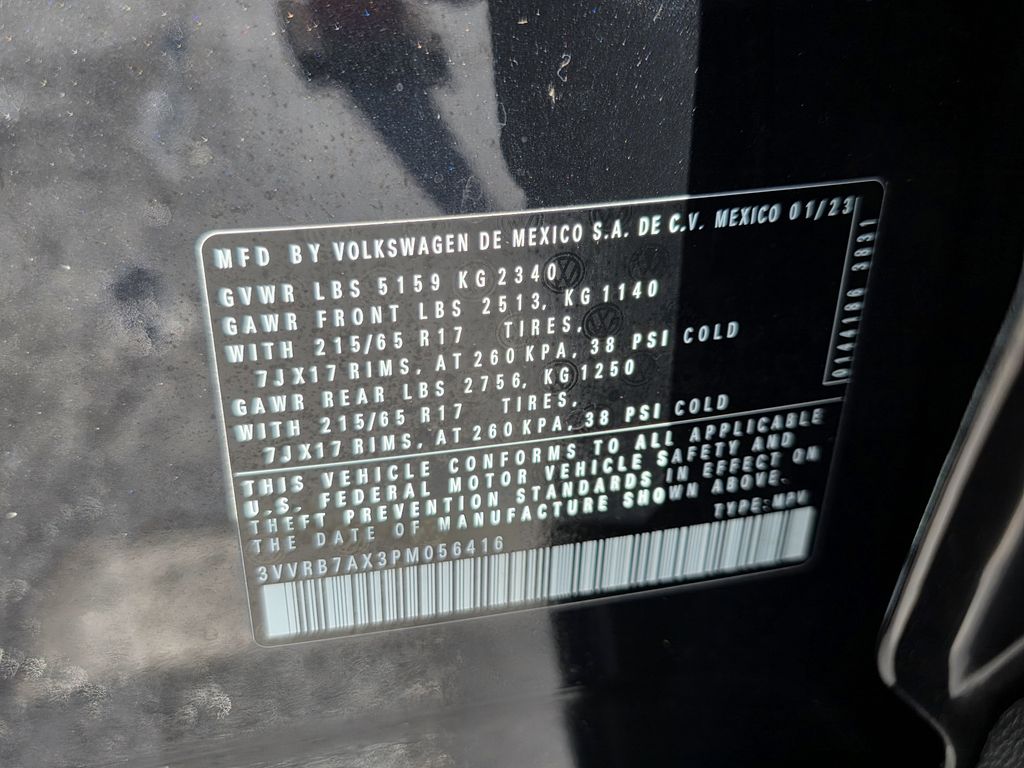 MFD BY VOLKSWAGEN DE MEXICO S.A. DE C.V. MEXICO 01/23
GVWR LBS 5159 KG 2340
GAWR FRONT LBS 2513, KG 1140
WITH 215/65 R17 TIRES,
7JX17 RIMS, AT 260 KPA, 38 PSI COLD
GAWR REAR LBS 2756, KG 1250
WITH 215/65 R17 TIRES,
7JX17 RIMS, AT 260 KPA, 38 PSI COLD
THIS VEHICLE CONFORMS TO ALL APPLICABLE
U.S. FEDERAL MOTOR VEHICLE SAFETY AND
THEFT PREVENTION STANDARDS IN EFFECT ON
THE DATE OF MANUFACTURE SHOWN ABOVE.
TYPE:MPV
3VVRB7AX3PM056416